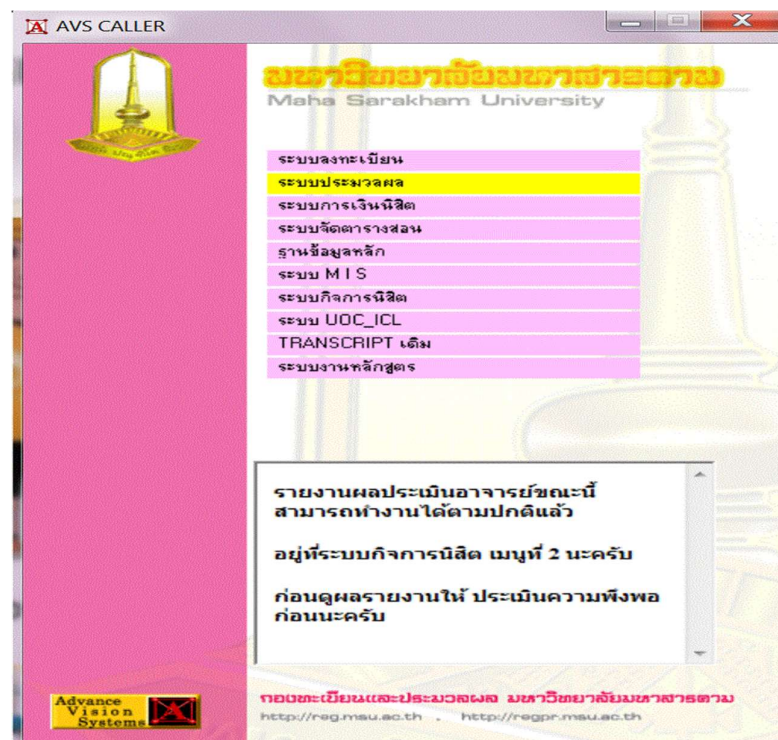 AVS CALLER
มหาวิทยาลัยมหาสารคาม
Maha Sarakham University
ระบบลงทะเบียน
ระบบประมวลผล
ระบบการเงินนิสิต
ระบบจัดตารางสอน
ฐานข้อมูลหลัก
ระบบ M I S
ระบบกิจการนิสิต
ระบบ UOC_ICL
TRANSCRIPT เดิม
ระบบงานหลักสูตร
รายงานผลประเมินอาจารย์ขณะนี้
สามารถทำงานได้ตามปกติแล้ว
อยู่ที่ระบบกิจการนิสิต เมนูที่ 2 นะครับ
ก่อนดูผลรายงานให้ ประเมินความพึงพอ
ก่อนนะครับ
Advance
Vision
Systems
กองทะเบียนและประมวลผล มหาวิทยาลัยมหาสารคาม
http://reg.msu.ac.th , http://regpr.msu.ac.th